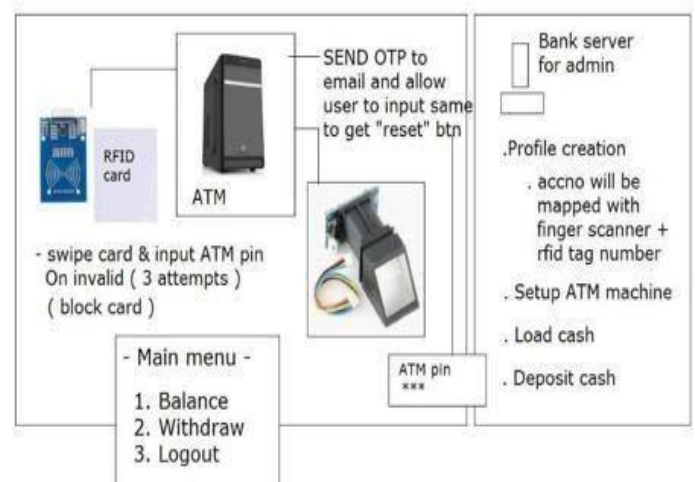 SEND OTP to
email and allow
user to input same
to get "reset" btn
RFID
card
ATM
- swipe card & input ATM pin
On invalid ( 3 attempts )
( block card )
- Main menu -
1. Balance
2. Withdraw
3. Logout
ATM pin
***
Bank server
for admin
.Profile creation
. accno will be
mapped with
finger scanner +
rfid tag number
. Setup ATM machine
. Load cash
. Deposit cash